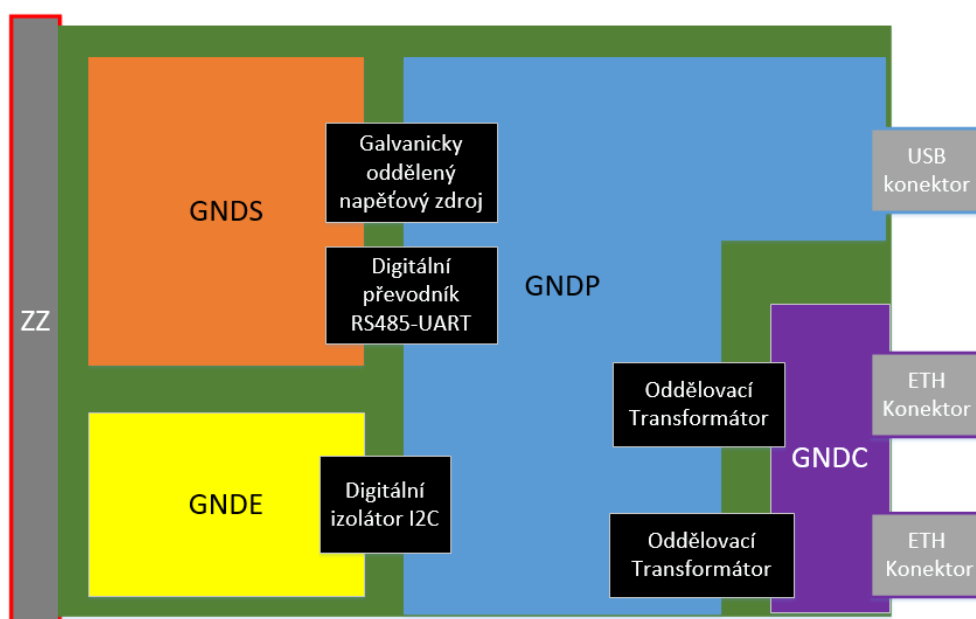 ZZ
GNDS
Galvanicky
oddělený
napěťový zdroj
Digitální
převodník
RS485-UART
GNDP
USB
konektor
GNDE
Digitální
izolátor I2C
Oddělovací
Transformátor
GNDC
ETH
Konektor
Oddělovací
Transformátor
ETH
Konektor